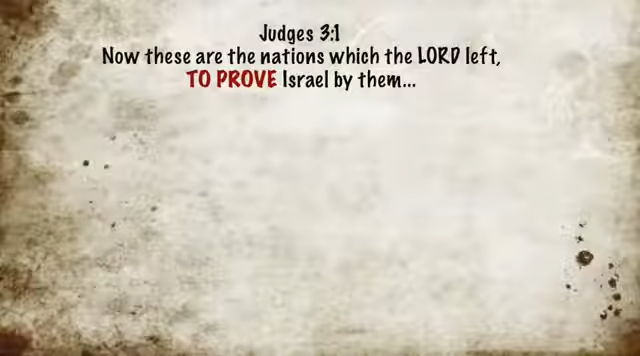 Judges 3:1
Now these are the nations which the LORD left,
TO PROVE Israel by them...